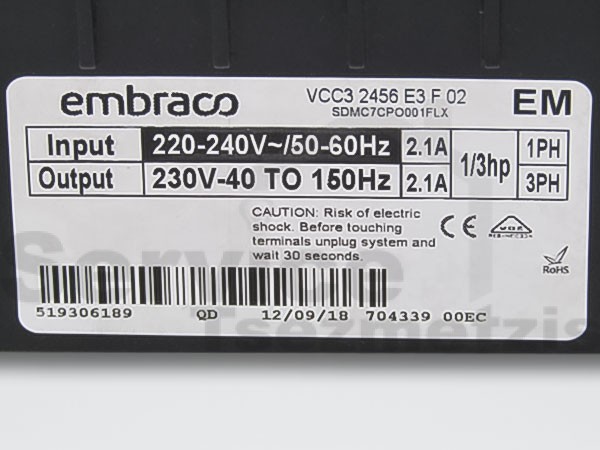 embraco VCC3 2456 E3 F 02 EM
SDMC7CPO001FLX
Input 220-240V~/50-60Hz 2.1A 1/3hp 1PH
Output 230V-40 TO 150Hz 2.1A 3PH
CAUTION: Risk of electric
shock. Before touching
terminals unplug system and
wait 30 seconds.
CE
RoHS
519306189 QD 12/09/18 704339 00EC
Service
Tsezmetzis